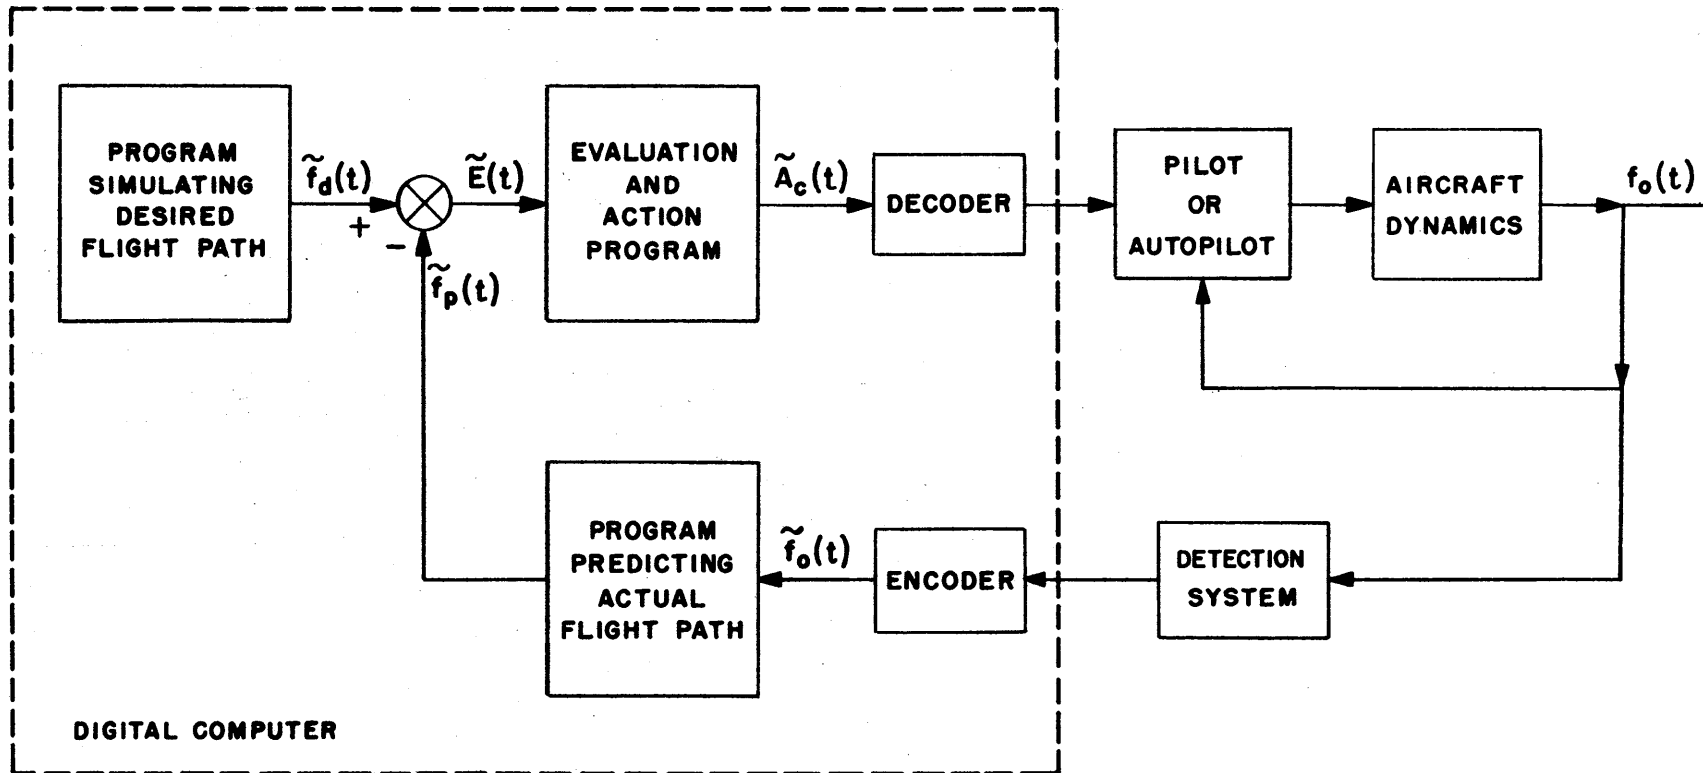 PROGRAM
SIMULATING
DESIRED
FLIGHT PATH
f̃d(t)
+
-
Ẽ(t)
EVALUATION
AND
ACTION
PROGRAM
Ãc(t)
DECODER
PILOT
OR
AUTOPILOT
AIRCRAFT
DYNAMICS
fo(t)
f̃p(t)
PROGRAM
PREDICTING
ACTUAL
FLIGHT PATH
f̃o(t)
ENCODER
DETECTION
SYSTEM
DIGITAL COMPUTER